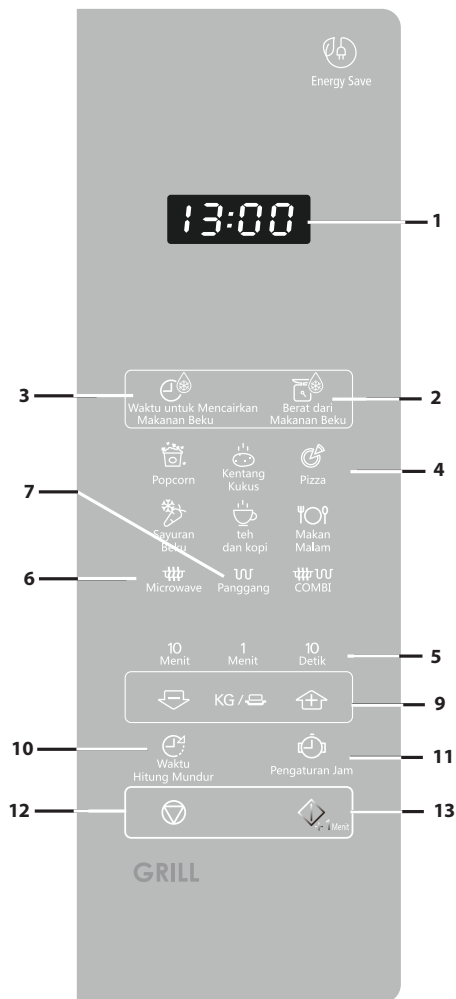 Energy Save
13:00
1
3
Waktu untuk Mencairkan
Makanan Beku
Berat dari
Makanan Beku
2
Popcorn
Kentang
Kukus
Pizza
4
7
Sayuran
Beku
teh
dan kopi
Makan
Malam
6
Microwave
Panggang
COMBI
10
Menit
1
Menit
10
Detik
5
KG /
9
10
Waktu
Hitung Mundur
Pengaturan Jam
11
12
+1 Menit
13
GRILL